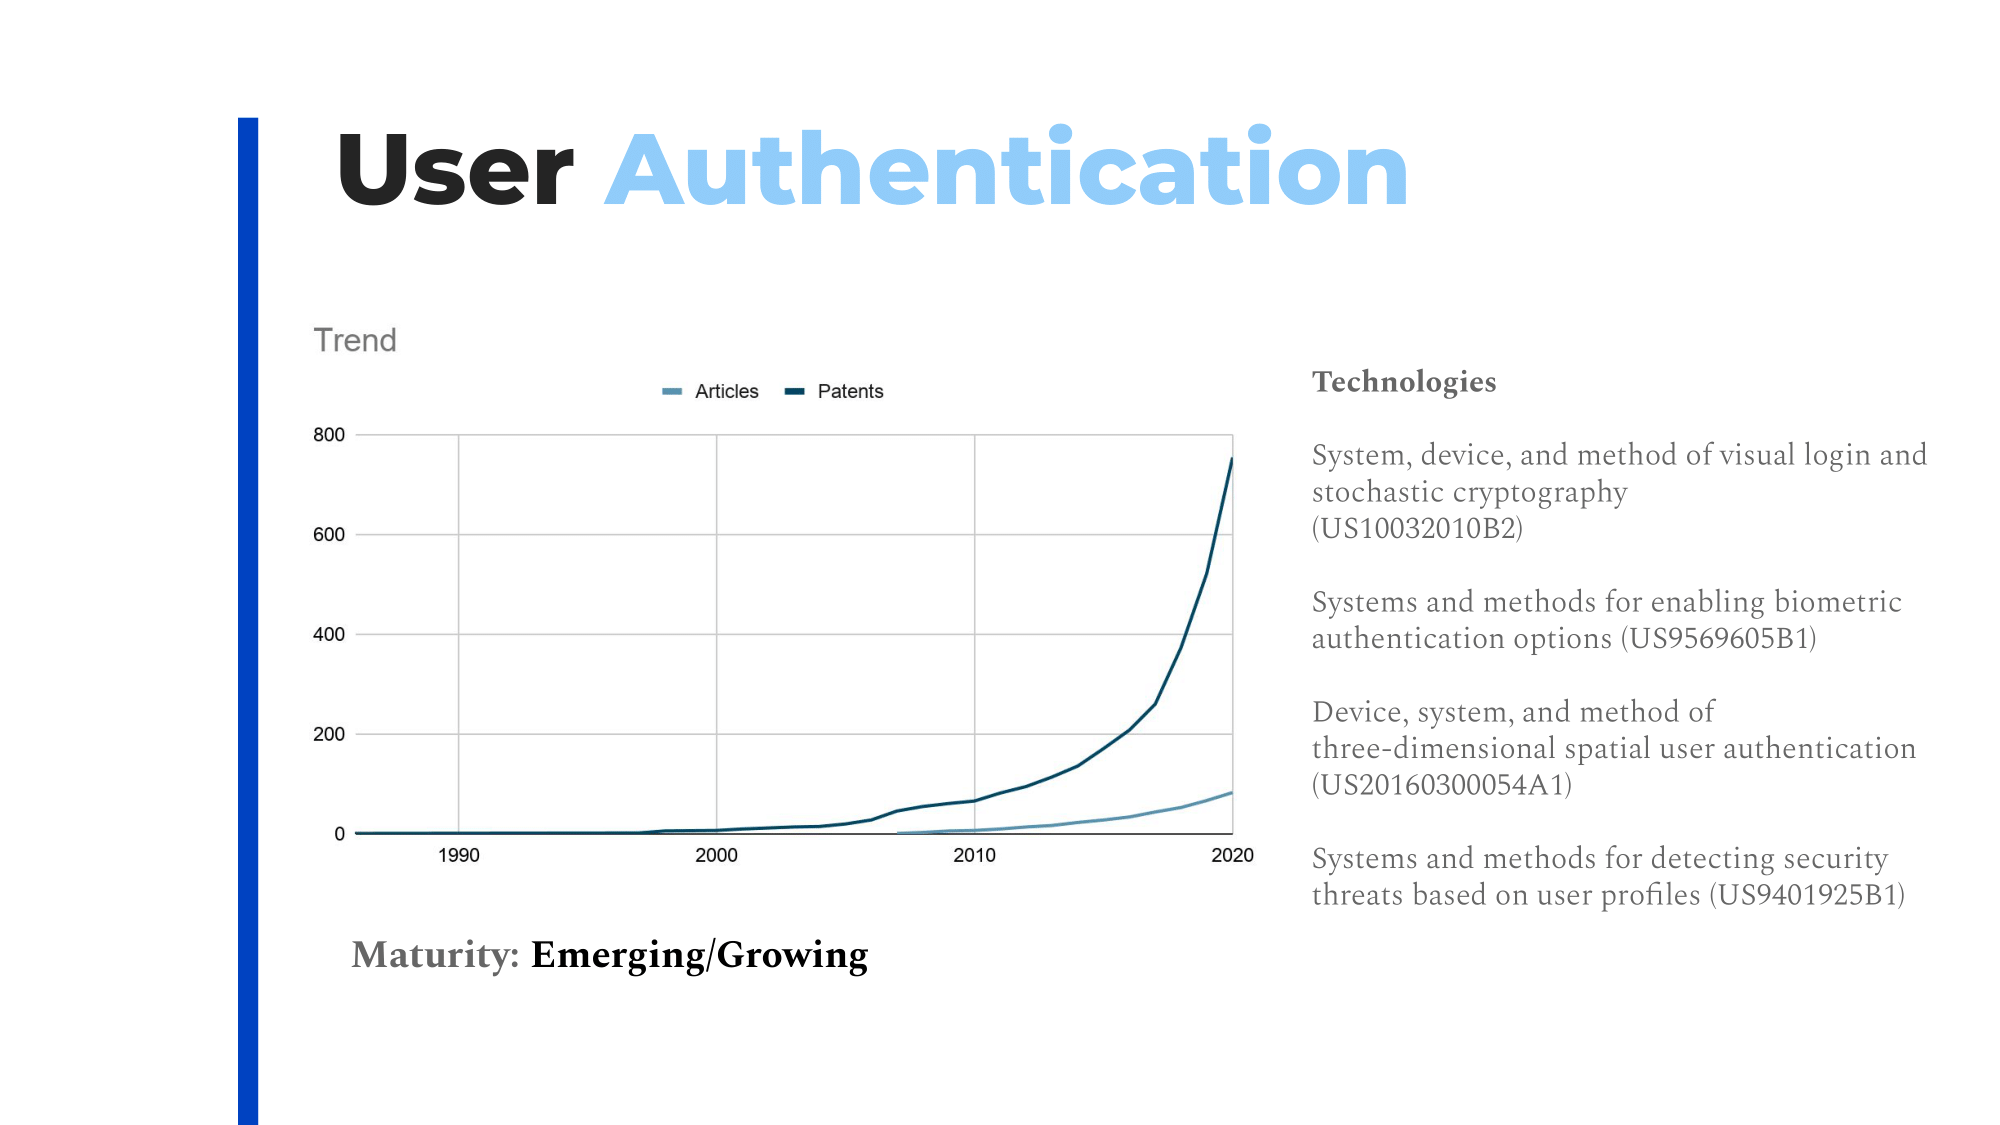 User Authentication
Trend
Articles Patents
800
600
400
200
0
1990 2000 2010 2020
Technologies
System, device, and method of visual login and
stochastic cryptography
(US10032010B2)
Systems and methods for enabling biometric
authentication options (US9569605B1)
Device, system, and method of
three-dimensional spatial user authentication
(US20160300054A1)
Systems and methods for detecting security
threats based on user profiles (US9401925B1)
Maturity: Emerging/Growing